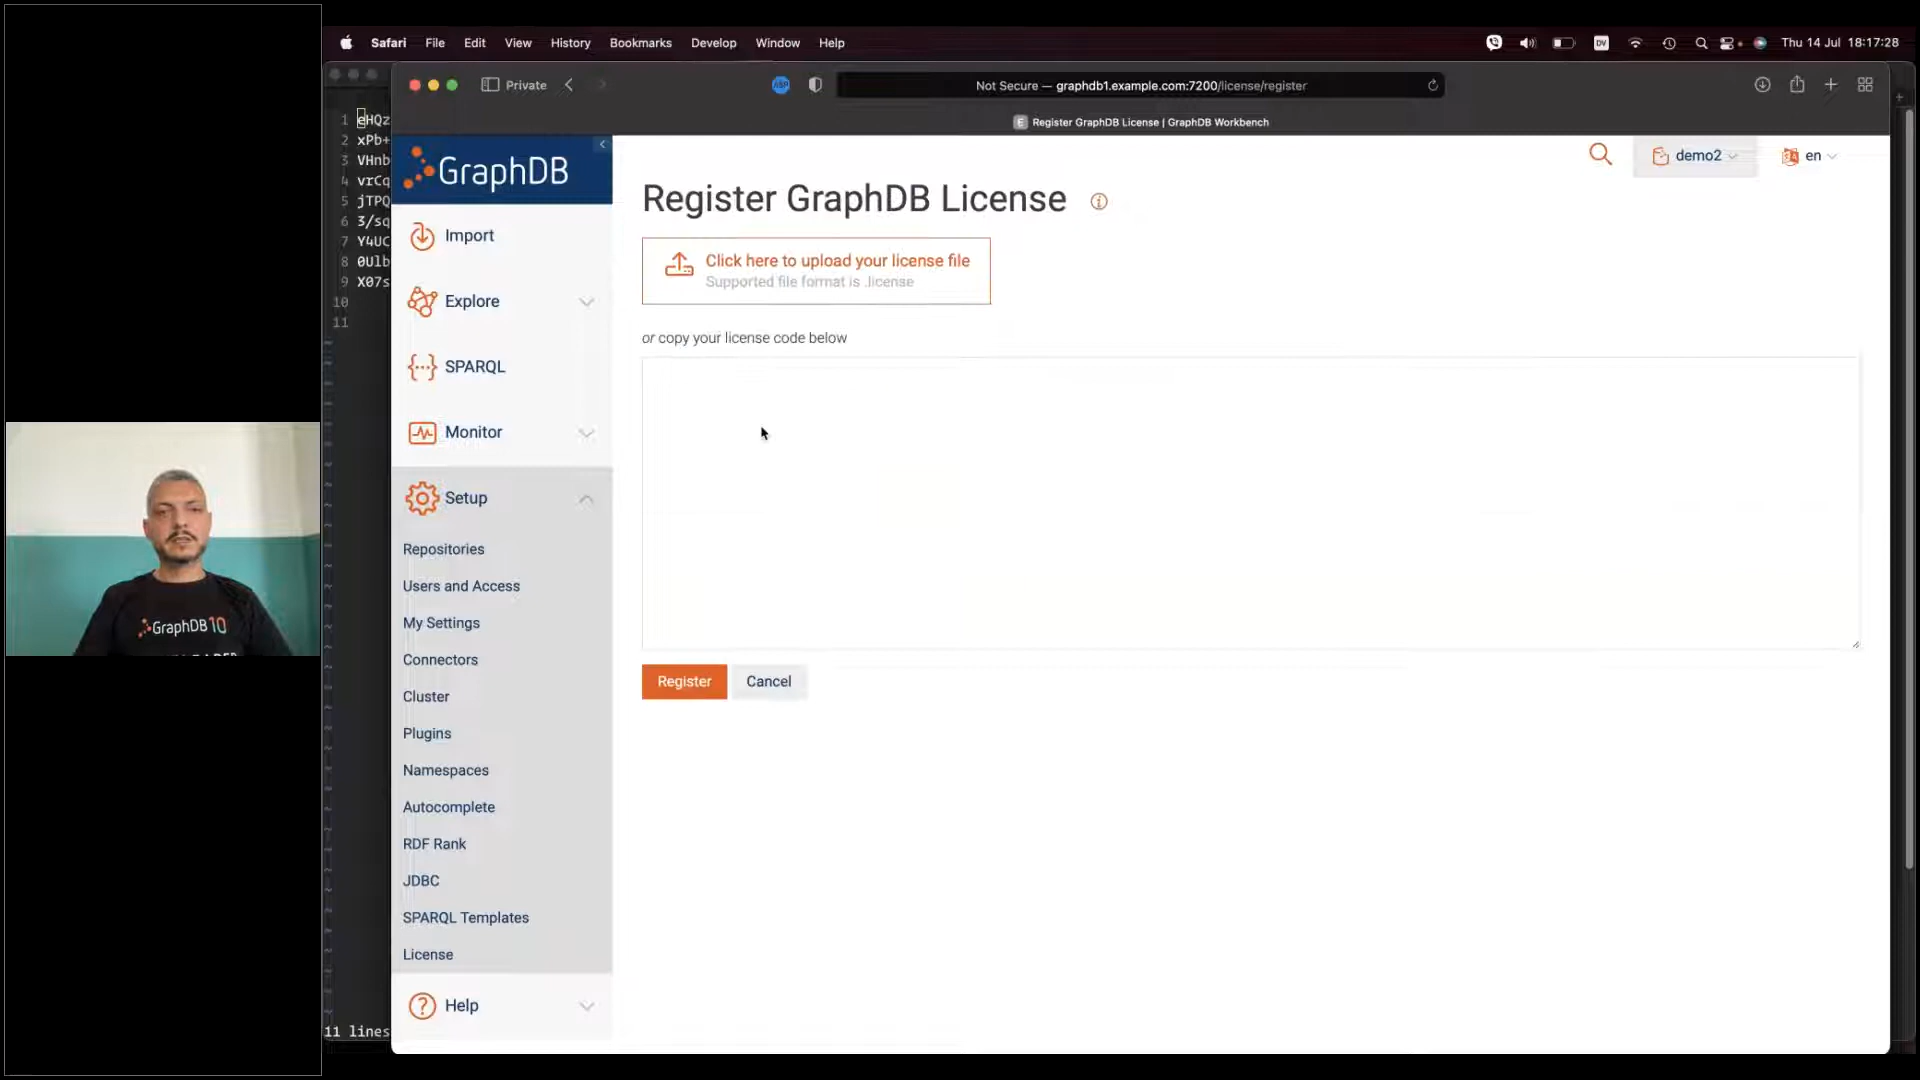 Safari File Edit View History Bookmarks Develop Window Help
DV
Thu 14 Jul 18:17:28
Private
ABP
Not Secure — graphdb1.example.com:7200/license/register
Register GraphDB License | GraphDB Workbench
1 eHQz
2 xPb+
3 VHnb
4 vrCq
5 jTPQ
6 3/sq
7 Y4UC
8 0Ulb
9 X07s
10
11
11 lines
GraphDB
Import
Explore
SPARQL
Monitor
Setup
Repositories
Users and Access
My Settings
Connectors
Cluster
Plugins
Namespaces
Autocomplete
RDF Rank
JDBC
SPARQL Templates
License
Help
demo2
en
Register GraphDB License
Click here to upload your license file
Supported file format is .license
or copy your license code below
Register
Cancel
GraphDB 10